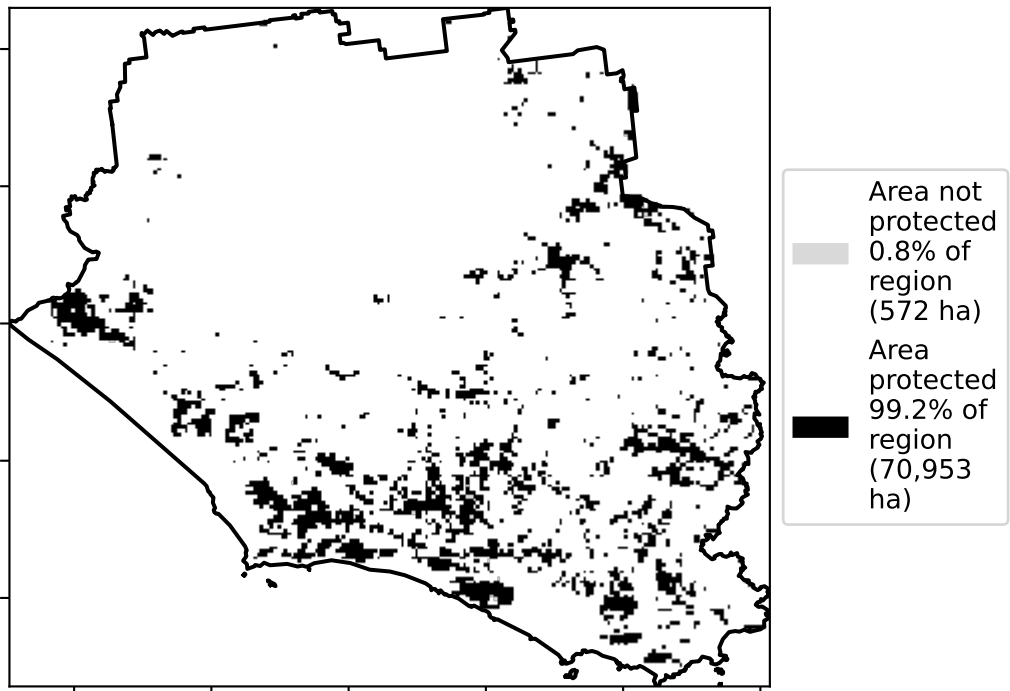 Area not
protected
0.8% of
region
(572 ha)
Area
protected
99.2% of
region
(70,953
ha)